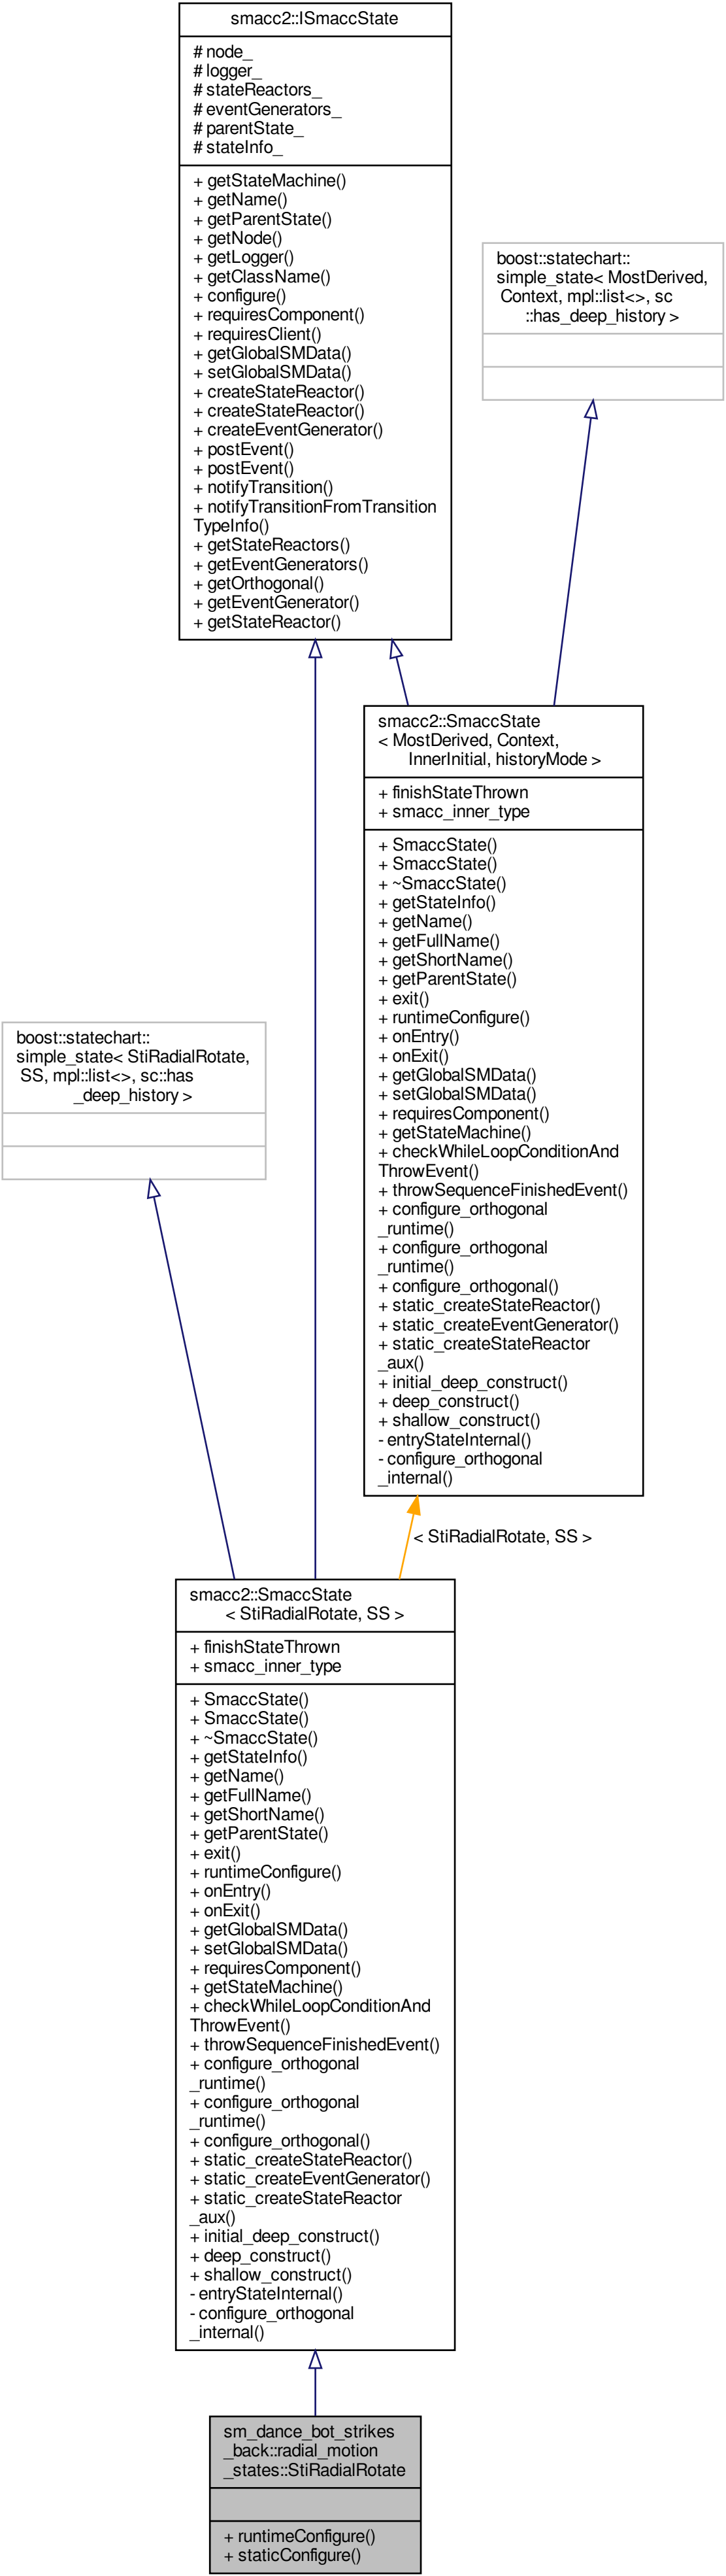 smacc2::ISmaccState
# node_
# logger_
# stateReactors_
# eventGenerators_
# parentState_
# stateInfo_
+ getStateMachine()
+ getName()
+ getParentState()
+ getNode()
+ getLogger()
+ getClassName()
+ configure()
+ requiresComponent()
+ requiresClient()
+ getGlobalSMData()
+ setGlobalSMData()
+ createStateReactor()
+ createStateReactor()
+ createEventGenerator()
+ postEvent()
+ postEvent()
+ notifyTransition()
+ notifyTransitionFromTransition
TypeInfo()
+ getStateReactors()
+ getEventGenerators()
+ getOrthogonal()
+ getEventGenerator()
+ getStateReactor()
boost::statechart::
simple_state< MostDerived,
Context, mpl::list<>, sc
::has_deep_history >
smacc2::SmaccState
< MostDerived, Context,
InnerInitial, historyMode >
+ finishStateThrown
+ smacc_inner_type
+ SmaccState()
+ SmaccState()
+ ~SmaccState()
+ getStateInfo()
+ getName()
+ getFullName()
+ getShortName()
+ getParentState()
+ exit()
+ runtimeConfigure()
+ onEntry()
+ onExit()
+ getGlobalSMData()
+ setGlobalSMData()
+ requiresComponent()
+ getStateMachine()
+ checkWhileLoopConditionAnd
ThrowEvent()
+ throwSequenceFinishedEvent()
+ configure_orthogonal
_runtime()
+ configure_orthogonal
_runtime()
+ configure_orthogonal()
+ static_createStateReactor()
+ static_createEventGenerator()
+ static_createStateReactor
_aux()
+ initial_deep_construct()
+ deep_construct()
+ shallow_construct()
- entryStateInternal()
- configure_orthogonal
_internal()
boost::statechart::
simple_state< StiRadialRotate,
SS, mpl::list<>, sc::has
_deep_history >
< StiRadialRotate, SS >
smacc2::SmaccState
< StiRadialRotate, SS >
+ finishStateThrown
+ smacc_inner_type
+ SmaccState()
+ SmaccState()
+ ~SmaccState()
+ getStateInfo()
+ getName()
+ getFullName()
+ getShortName()
+ getParentState()
+ exit()
+ runtimeConfigure()
+ onEntry()
+ onExit()
+ getGlobalSMData()
+ setGlobalSMData()
+ requiresComponent()
+ getStateMachine()
+ checkWhileLoopConditionAnd
ThrowEvent()
+ throwSequenceFinishedEvent()
+ configure_orthogonal
_runtime()
+ configure_orthogonal
_runtime()
+ configure_orthogonal()
+ static_createStateReactor()
+ static_createEventGenerator()
+ static_createStateReactor
_aux()
+ initial_deep_construct()
+ deep_construct()
+ shallow_construct()
- entryStateInternal()
- configure_orthogonal
_internal()
sm_dance_bot_strikes
_back::radial_motion
_states::StiRadialRotate
+ runtimeConfigure()
+ staticConfigure()